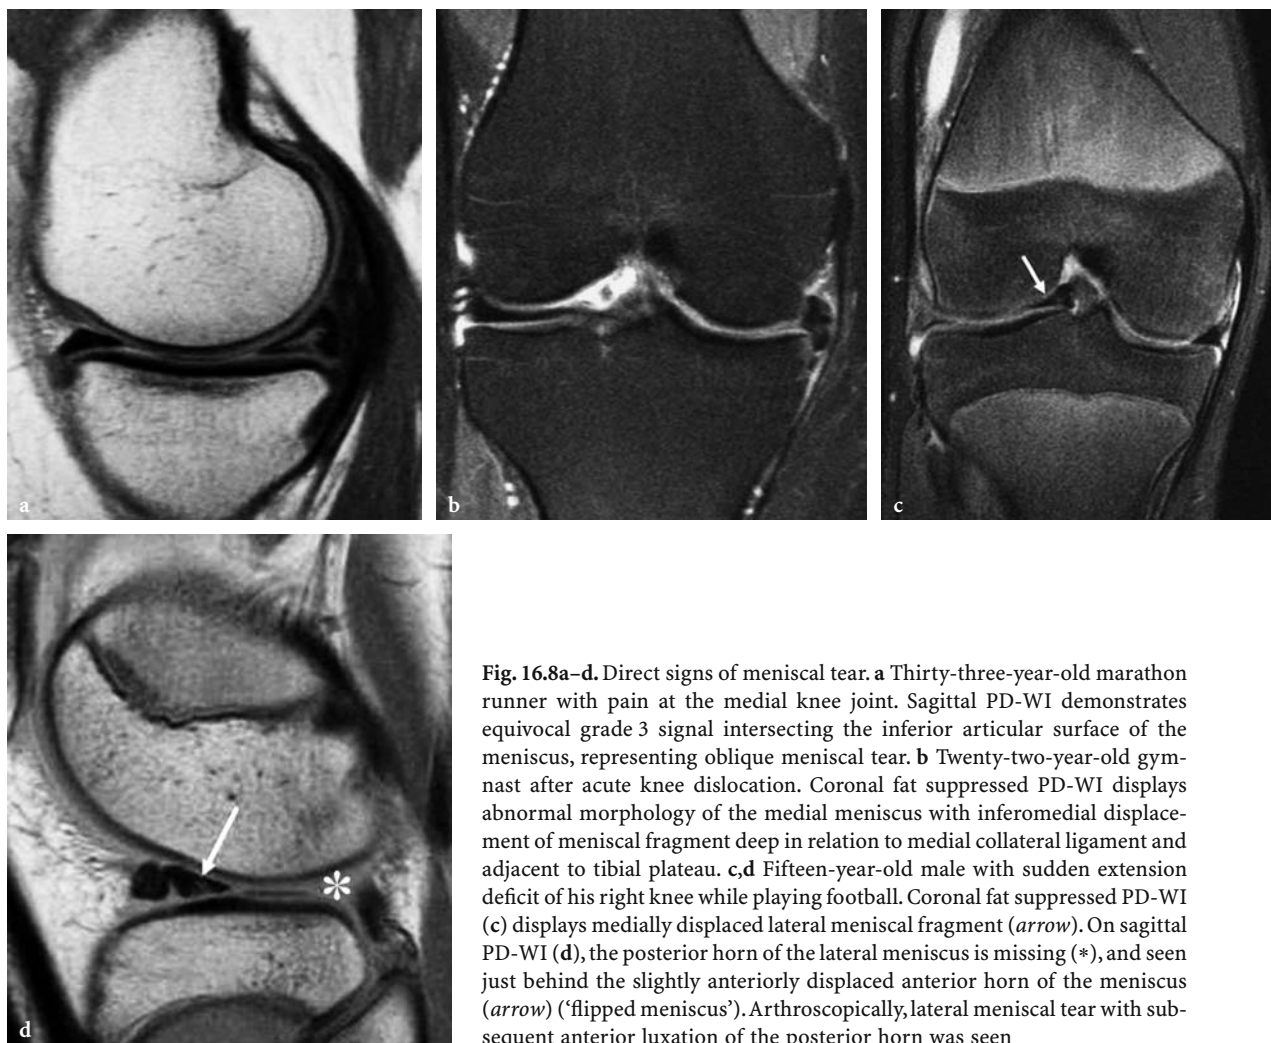 a
b
c
d
*
Fig. 16.8a–d. Direct signs of meniscal tear. a Thirty-three-year-old marathon
runner with pain at the medial knee joint. Sagittal PD-WI demonstrates
equivocal grade 3 signal intersecting the inferior articular surface of the
meniscus, representing oblique meniscal tear. b Twenty-two-year-old gym-
nast after acute knee dislocation. Coronal fat suppressed PD-WI displays
abnormal morphology of the medial meniscus with inferomedial displace-
ment of meniscal fragment deep in relation to medial collateral ligament and
adjacent to tibial plateau. c,d Fifteen-year-old male with sudden extension
deficit of his right knee while playing football. Coronal fat suppressed PD-WI
(c) displays medially displaced lateral meniscal fragment (arrow). On sagittal
PD-WI (d), the posterior horn of the lateral meniscus is missing (*), and seen
just behind the slightly anteriorly displaced anterior horn of the meniscus
(arrow) (‘flipped meniscus’). Arthroscopically, lateral meniscal tear with sub-
sequent anterior luxation of the posterior horn was seen